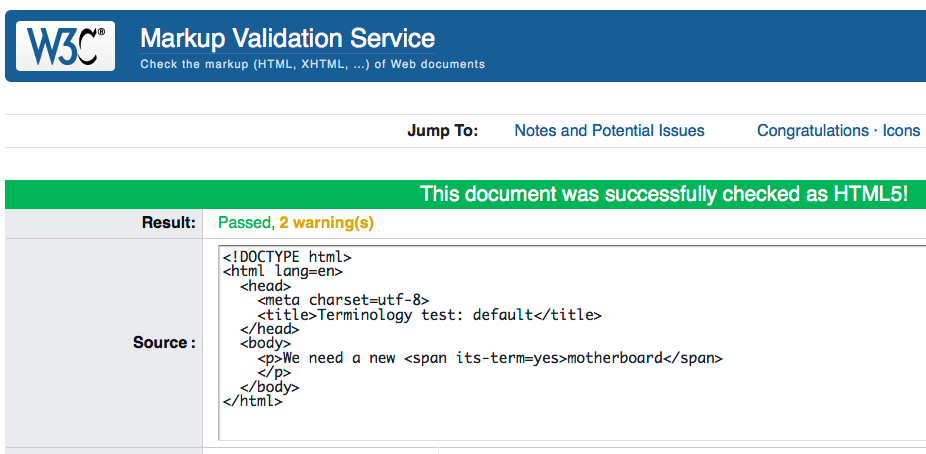 W3C®
Markup Validation Service
Check the markup (HTML, XHTML, …) of Web documents
Jump To: Notes and Potential Issues Congratulations · Icons
This document was successfully checked as HTML5!
Result: Passed, 2 warning(s)
Source :
<!DOCTYPE html>
<html lang=en>
  <head>
    <meta charset=utf-8>
    <title>Terminology test: default</title>
  </head>
  <body>
    <p>We need a new <span its-term=yes>motherboard</span>
    </p>
  </body>
</html>